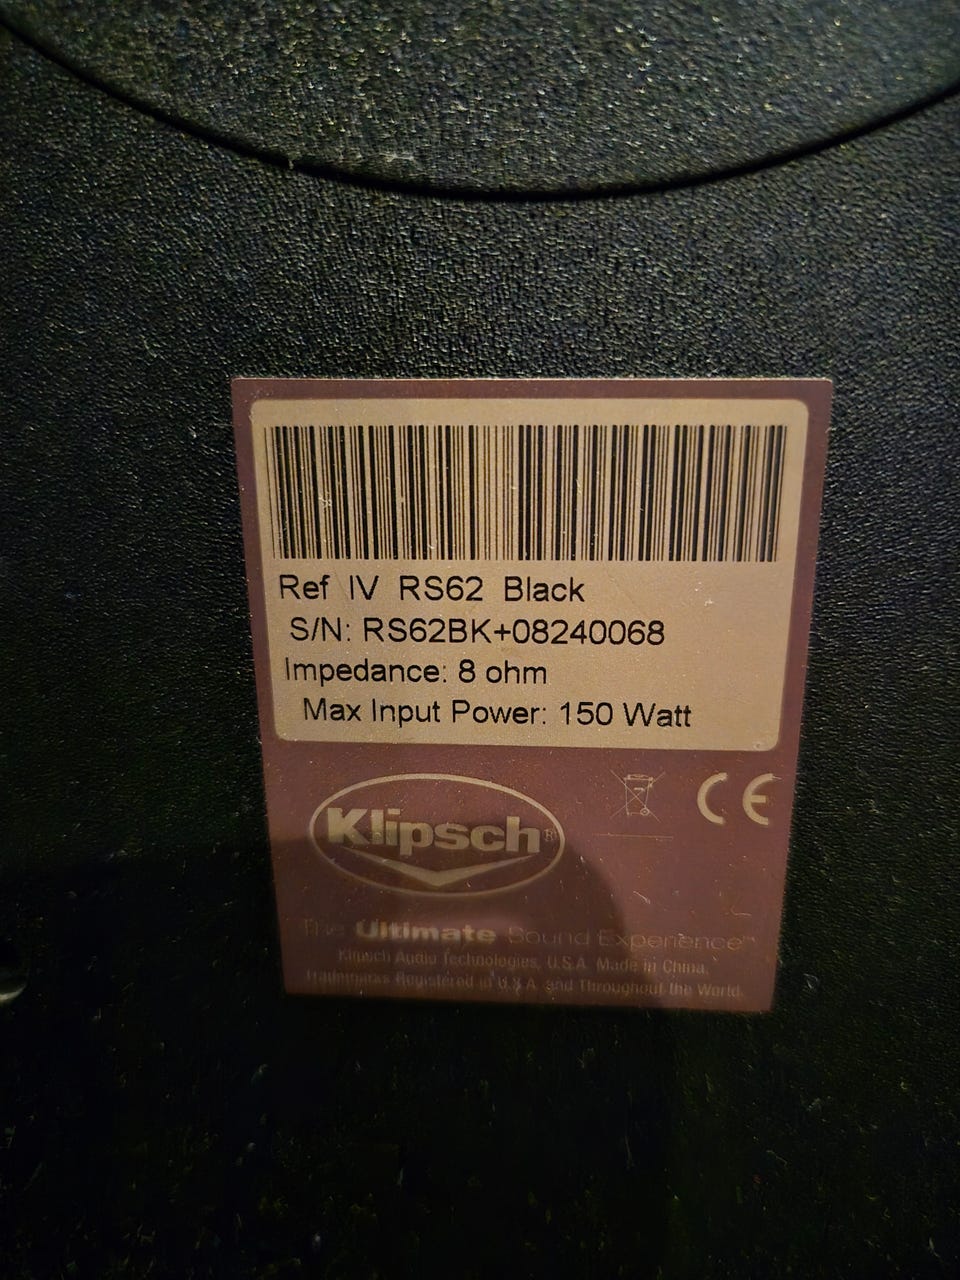 Ref IV RS62 Black
S/N: RS62BK+08240068
Impedance: 8 ohm
Max Input Power: 150 Watt
CE
Klipsch®
The Ultimate Sound Experience™
Klipsch Audio Technologies, U.S.A. Made in China.
Trademarks Registered in U.S.A. and Throughout the World.